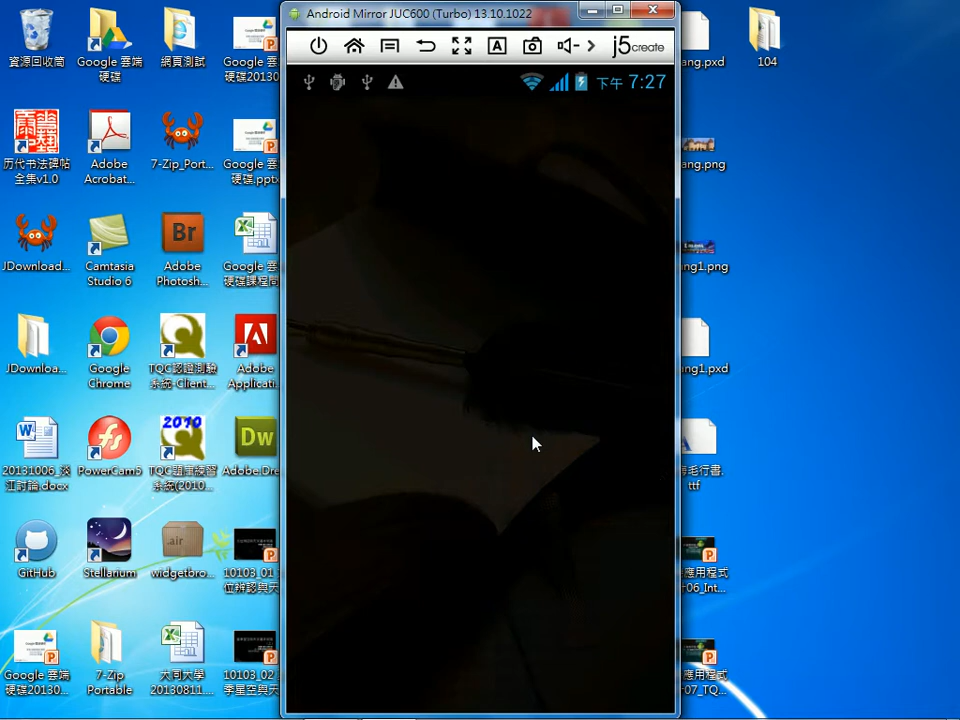 Android Mirror JUC600 (Turbo) 13.10.1022
j5create
下午 7:27
資源回收筒
Google 雲端
硬碟
網頁測試
Google 雲
硬碟20130
历代书法碑帖
全集v1.0
Adobe
Acrobat...
7-Zip_Port...
Google 雲
硬碟.pptx
JDownload...
Camtasia
Studio 6
Br
Adobe
Photosh...
Google 雲
硬碟課程問
JDownloa...
Google
Chrome
TQC認證測驗
系統-Client...
Adobe
Applicati
20131006_淡
江討論.docx
PowerCam5
2010
TQC題庫練習
系統(2010...
Dw
Adobe.Dre
GitHub
Stellarium
.air
widgetbro...
10103_01
位辨認與天
Google 雲端
硬碟20130...
7-Zip
Portable
大同大學
20130811....
10103_02
季星空與天
ang.pxd
104
ang.png
ng1.png
ng1.pxd
毛行書.
ttf
應用程式
06_Int...
應用程式
07_TQ...